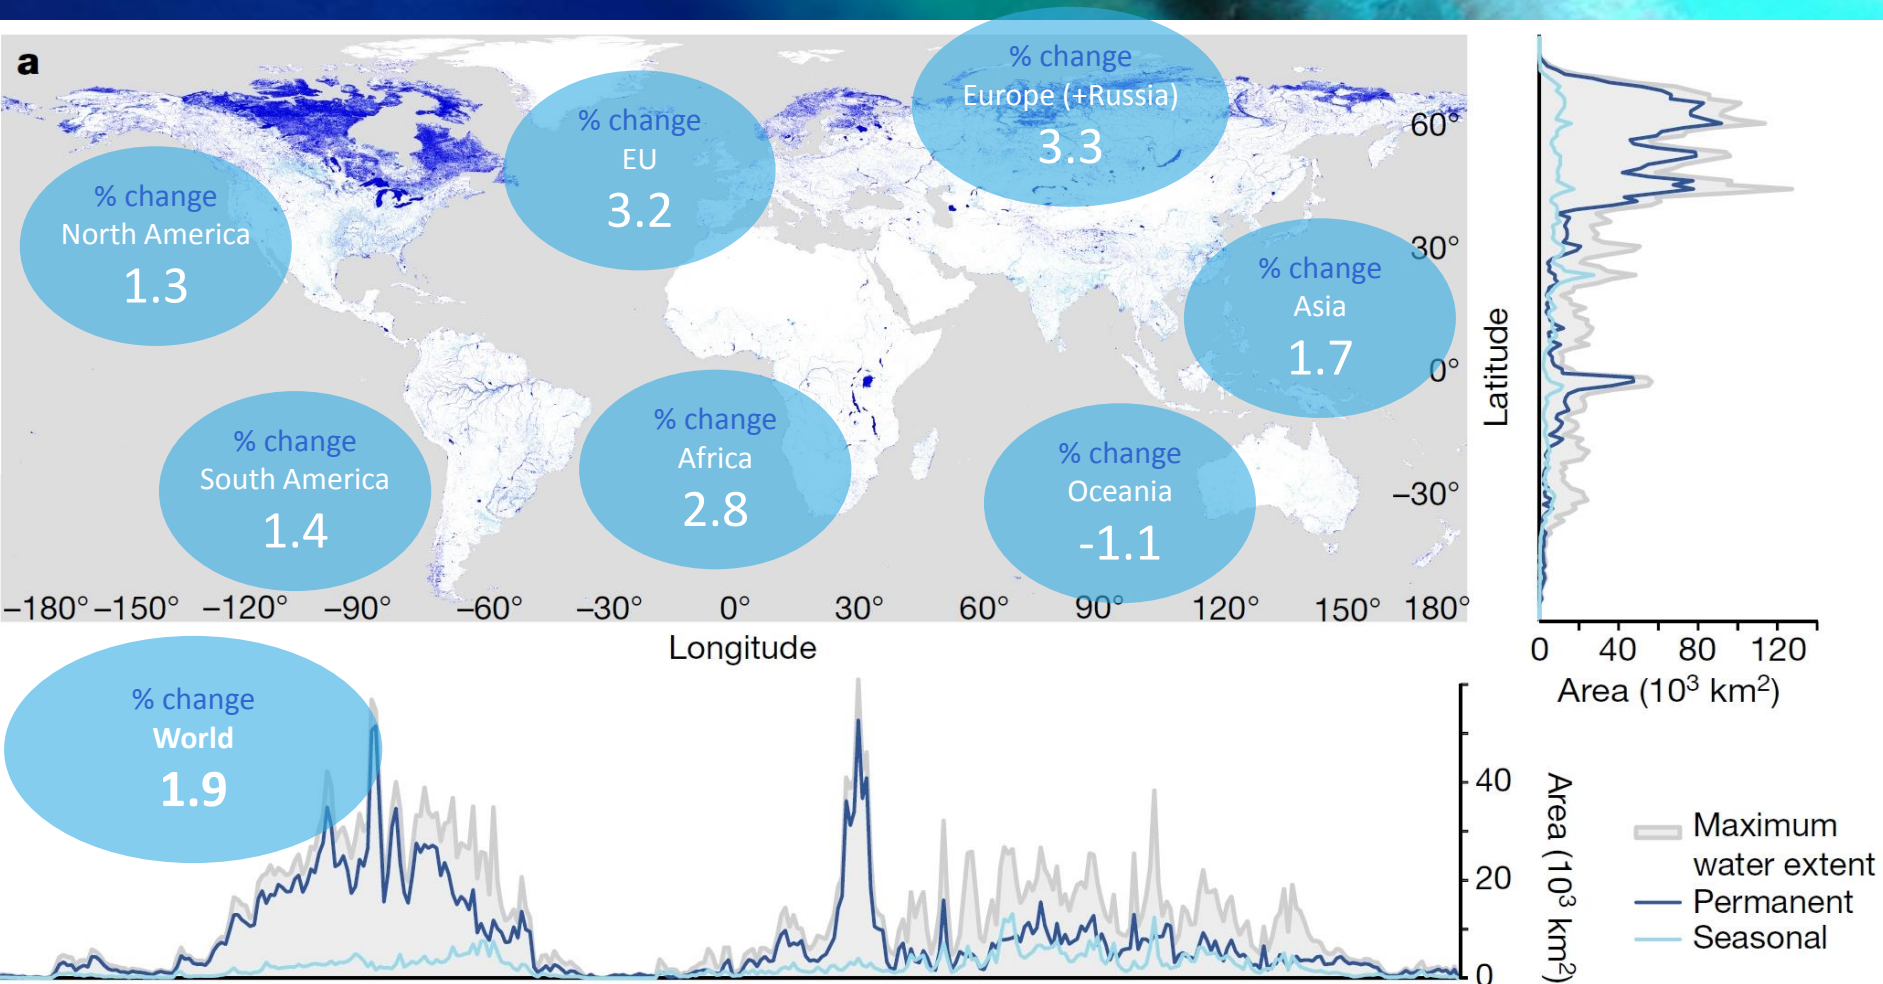 a
% change
Europe (+Russia)
3.3
% change
EU
3.2
% change
North America
1.3
% change
Asia
1.7
% change
South America
1.4
% change
Africa
2.8
% change
Oceania
-1.1
60°
30°
0°
−30°
Latitude
−180° −150° −120° −90° −60° −30° 0° 30° 60° 90° 120° 150° 180°
Longitude
0 40 80 120
Area (10³ km²)
% change
World
1.9
40
20
0
Area (10³ km²)
Maximum
water extent
Permanent
Seasonal